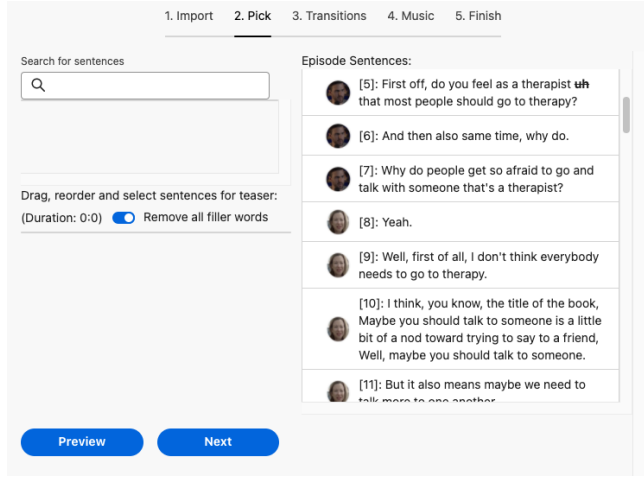 1. Import 2. Pick 3. Transitions 4. Music 5. Finish
Search for sentences
Drag, reorder and select sentences for teaser:
(Duration: 0:0) Remove all filler words
Preview Next
Episode Sentences:
[5]: First off, do you feel as a therapist uh
that most people should go to therapy?
[6]: And then also same time, why do.
[7]: Why do people get so afraid to go and
talk with someone that's a therapist?
[8]: Yeah.
[9]: Well, first of all, I don't think everybody
needs to go to therapy.
[10]: I think, you know, the title of the book,
Maybe you should talk to someone is a little
bit of a nod toward trying to say to a friend,
Well, maybe you should talk to someone.
[11]: But it also means maybe we need to
talk more to one another